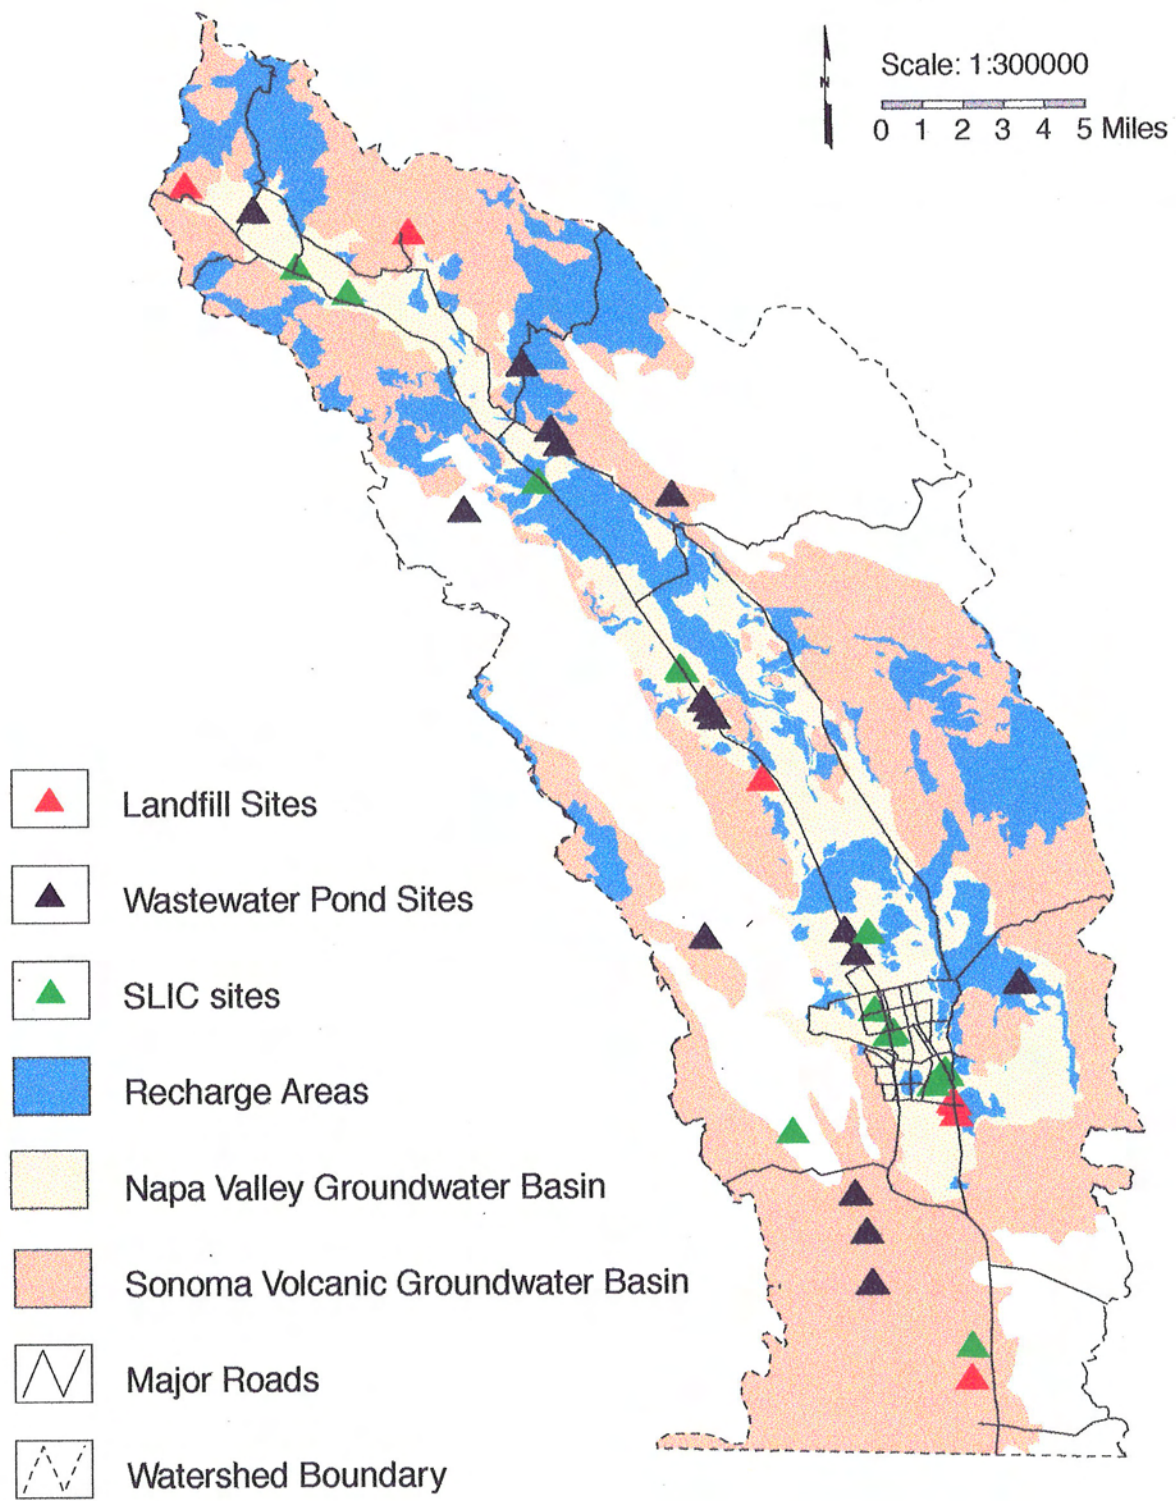 N
Scale: 1:300000
0 1 2 3 4 5 Miles
Landfill Sites
Wastewater Pond Sites
SLIC sites
Recharge Areas
Napa Valley Groundwater Basin
Sonoma Volcanic Groundwater Basin
Major Roads
Watershed Boundary